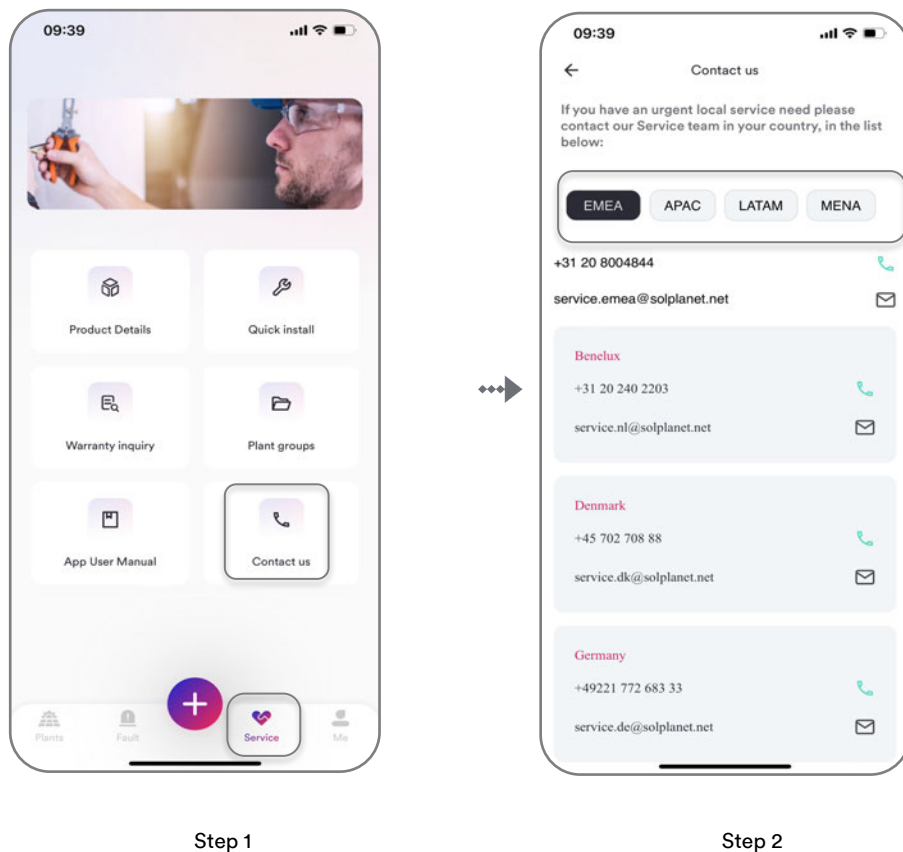 09:39
Product Details
Quick install
Warranty inquiry
Plant groups
App User Manual
Contact us
Plants
Fault
Service
Me
Step 1
09:39
Contact us
If you have an urgent local service need please
contact our Service team in your country, in the list
below:
EMEA
APAC
LATAM
MENA
+31 20 8004844
service.emea@solplanet.net
Benelux
+31 20 240 2203
service.nl@solplanet.net
Denmark
+45 702 708 88
service.dk@solplanet.net
Germany
+49221 772 683 33
service.de@solplanet.net
Step 2